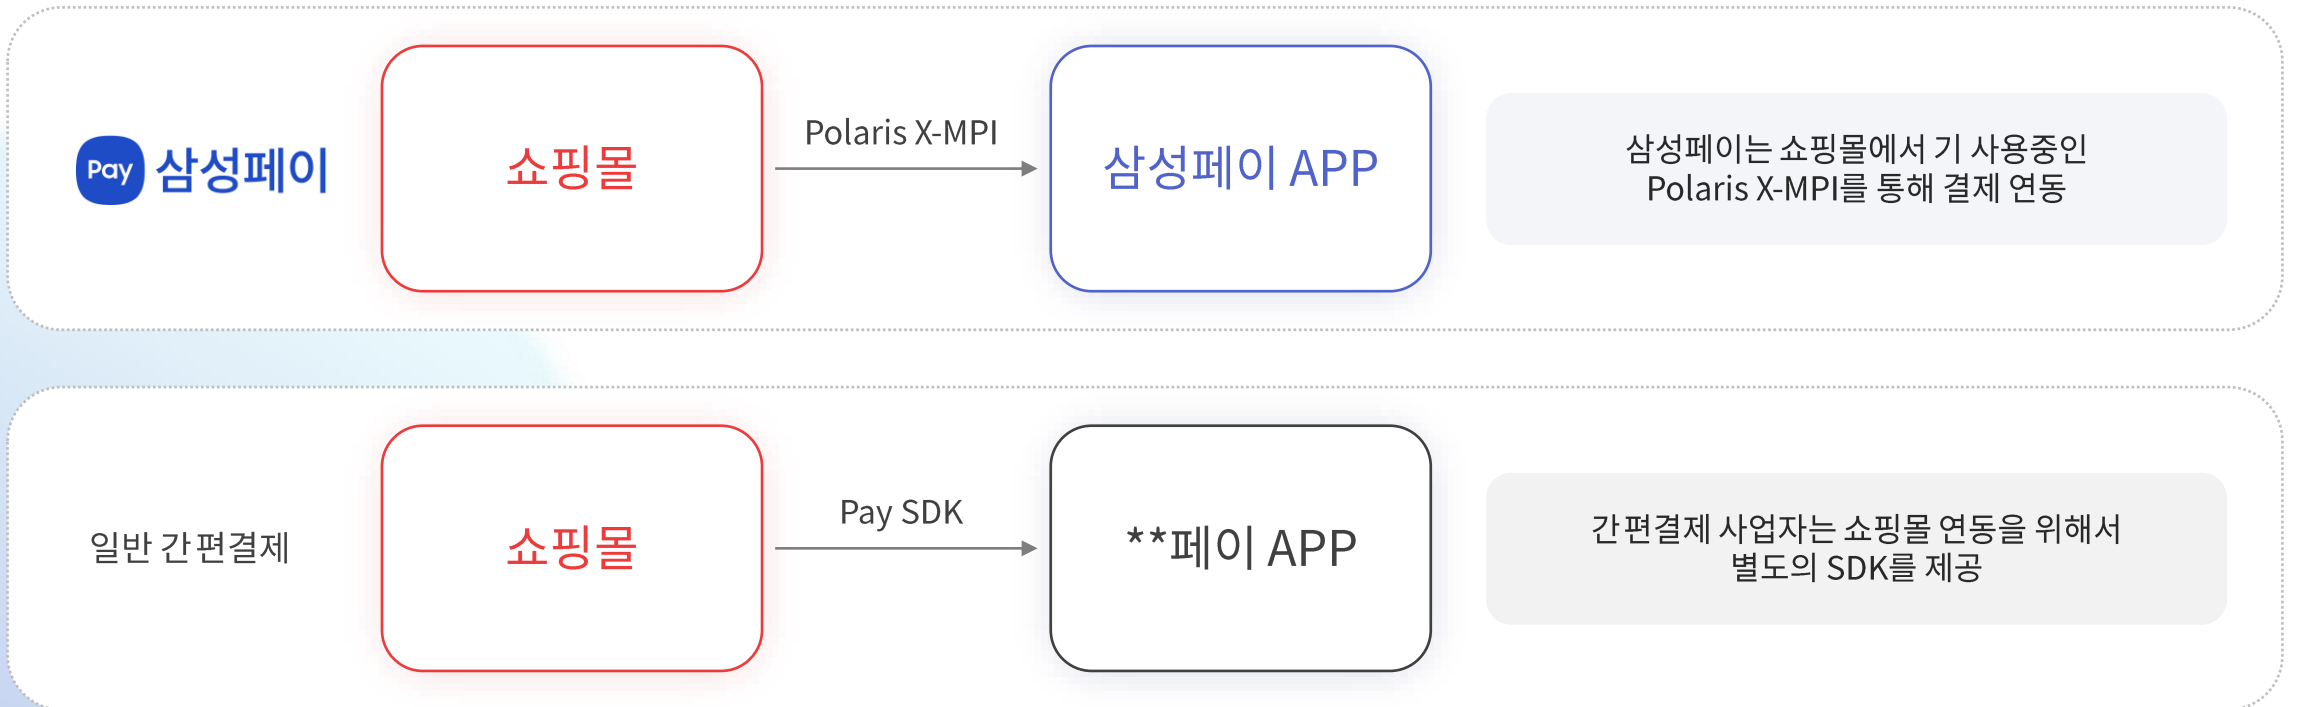 Pay 삼성페이
쇼핑몰
Polaris X-MPI
삼성페이 APP
삼성페이는 쇼핑몰에서 기 사용중인
Polaris X-MPI를 통해 결제 연동
일반 간편결제
쇼핑몰
Pay SDK
**페이 APP
간편결제 사업자는 쇼핑몰 연동을 위해서
별도의 SDK를 제공